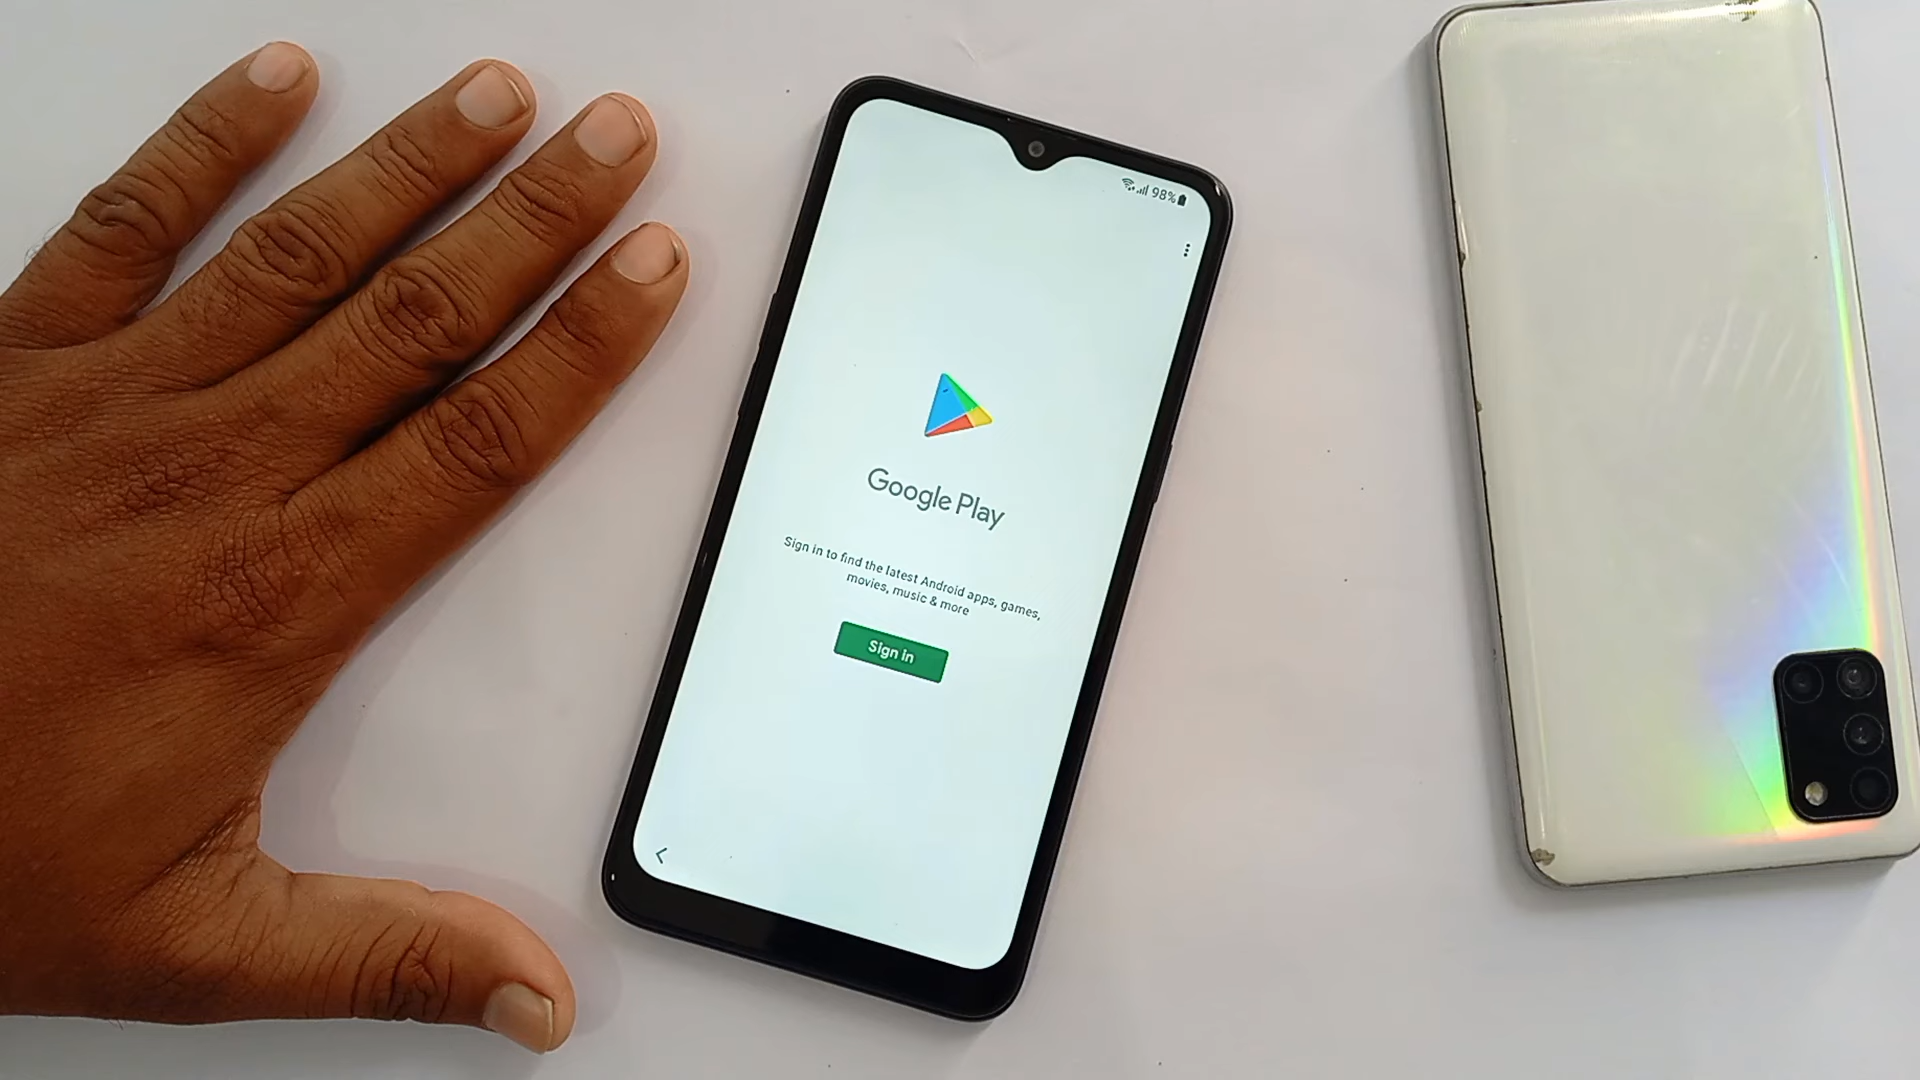 98%
Google Play
Sign in to find the latest Android apps, games,
movies, music & more
Sign in